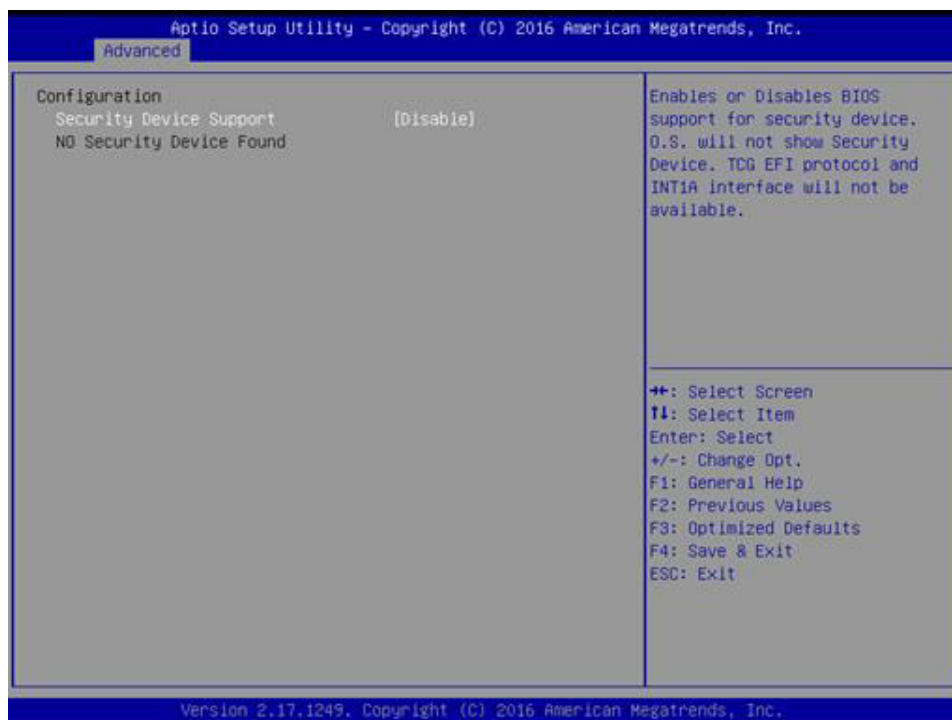 Aptio Setup Utility - Copyright (C) 2016 American Megatrends, Inc.
Advanced
Configuration
Security Device Support [Disable]
NO Security Device Found
Enables or Disables BIOS
support for security device.
O.S. will not show Security
Device. TCG EFI protocol and
INT1A interface will not be
available.
→←: Select Screen
↑↓: Select Item
Enter: Select
+/-: Change Opt.
F1: General Help
F2: Previous Values
F3: Optimized Defaults
F4: Save & Exit
ESC: Exit
Version 2.17.1249. Copyright (C) 2016 American Megatrends, Inc.